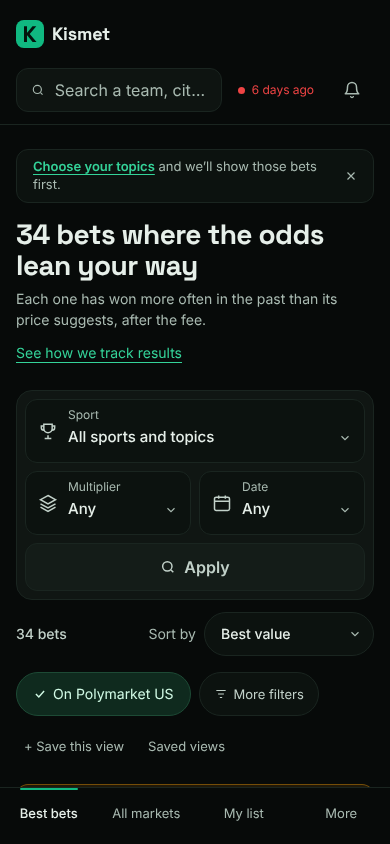 Kismet
Search a team, cit...
6 days ago
Choose your topics and we'll show those bets
first.
34 bets where the odds
lean your way
Each one has won more often in the past than its
price suggests, after the fee.
See how we track results
Sport
All sports and topics
Multiplier
Any
Date
Any
Apply
34 bets
Sort by
Best value
On Polymarket US
More filters
+ Save this view
Saved views
Best bets
All markets
My list
More